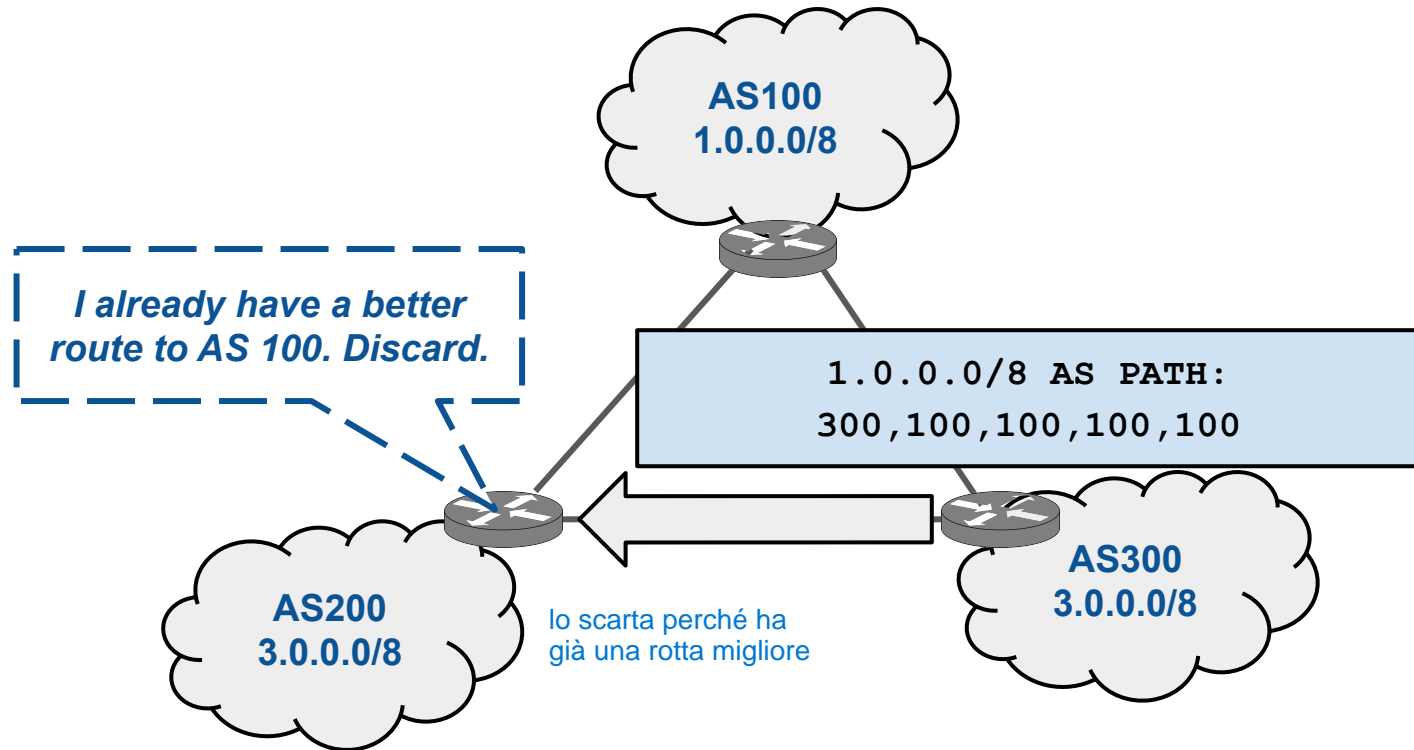 AS100
1.0.0.0/8
I already have a better
route to AS 100. Discard.
1.0.0.0/8 AS PATH:
300,100,100,100,100
AS300
3.0.0.0/8
AS200
3.0.0.0/8
lo scarta perché ha
già una rotta migliore